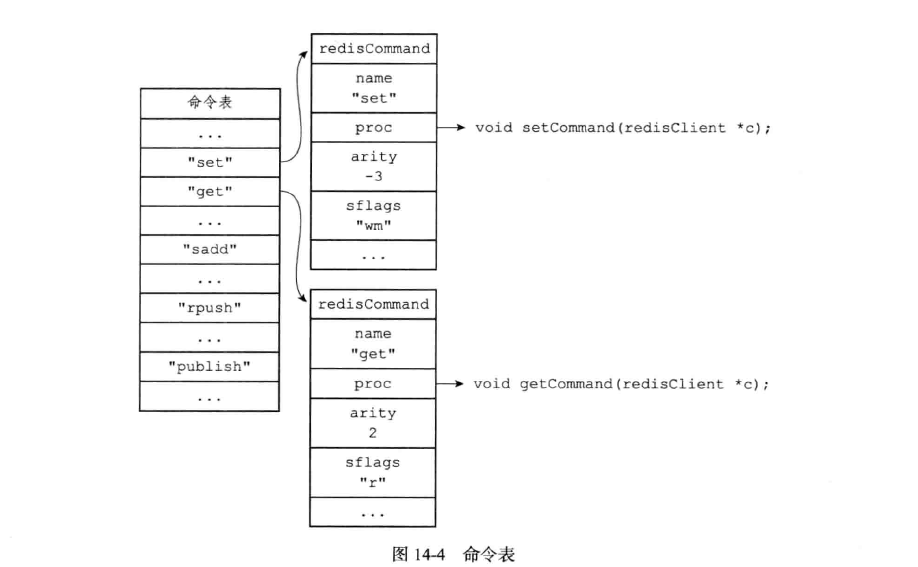 命令表
...
"set"
"get"
...
"sadd"
...
"rpush"
...
"publish"
...
redisCommand
name
"set"
proc
arity
-3
sflags
"wm"
...
void setCommand(redisClient *c);
redisCommand
name
"get"
proc
arity
2
sflags
"r"
...
void getCommand(redisClient *c);
图 14-4 命令表